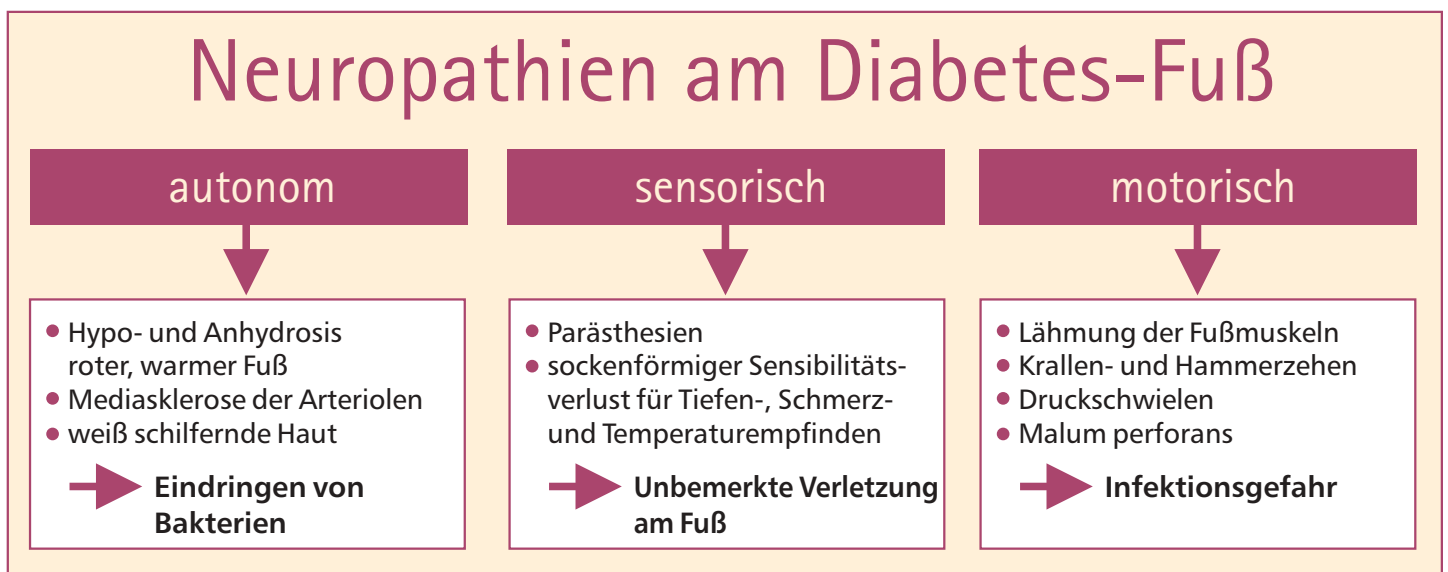 Neuropathien am Diabetes-Fuß
autonom
• Hypo- und Anhydrosis
roter, warmer Fuß
• Mediasklerose der Arteriolen
• weiß schilfernde Haut
Eindringen von
Bakterien
sensorisch
• Parästhesien
• sockenförmiger Sensibilitäts-
verlust für Tiefen-, Schmerz-
und Temperaturempfinden
Unbemerkte Verletzung
am Fuß
motorisch
• Lähmung der Fußmuskeln
• Krallen- und Hammerzehen
• Druckschwielen
• Malum perforans
Infektionsgefahr